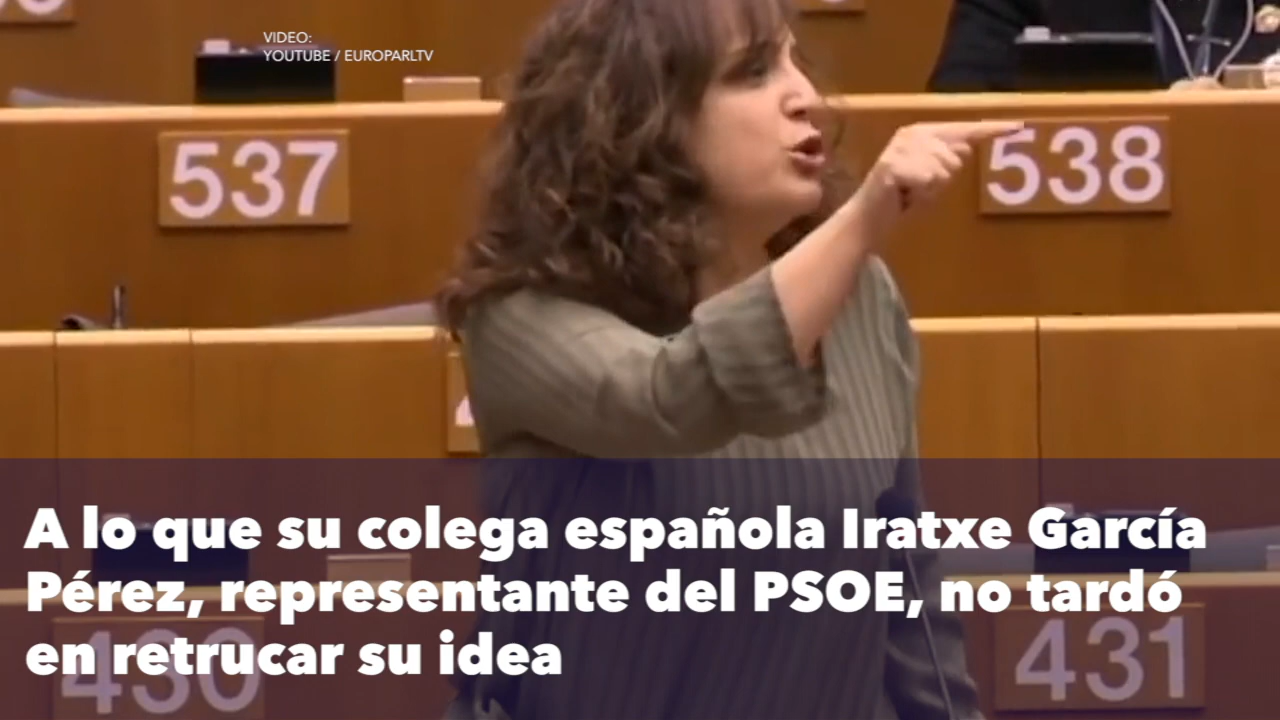 VIDEO:
YOUTUBE / EUROPARLTV
537
538
A lo que su colega española Iratxe García
Pérez, representante del PSOE, no tardó
en retrucar su idea
430
431